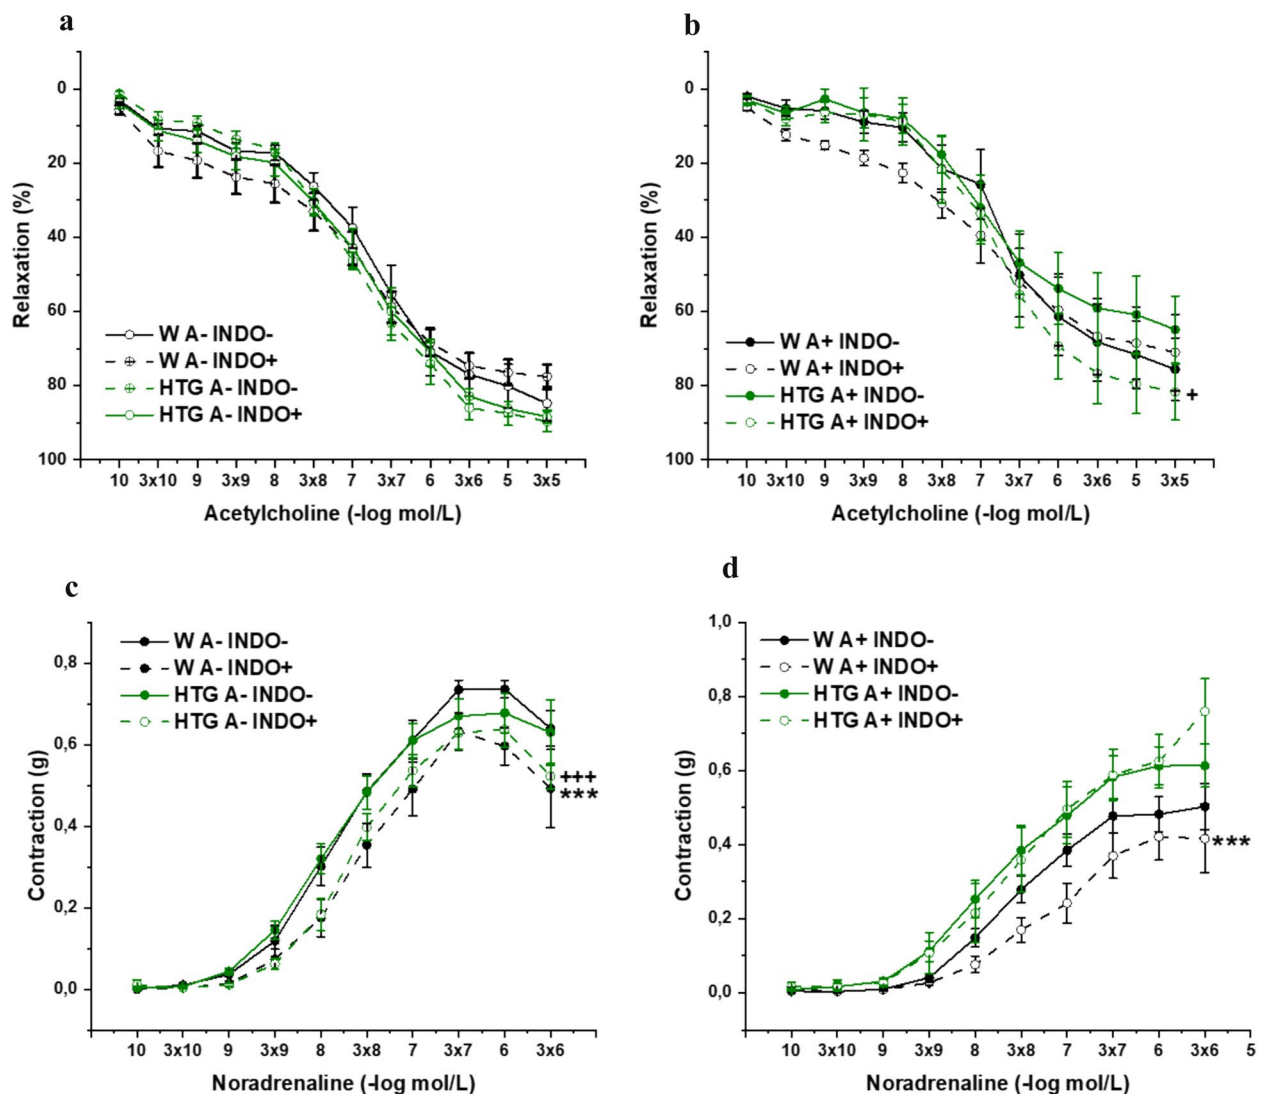 a
0
20
40
60
80
100
Relaxation (%)
W A- INDO-
W A- INDO+
HTG A- INDO-
HTG A- INDO+
10 3x10 9 3x9 8 3x8 7 3x7 6 3x6 5 3x5
Acetylcholine (-log mol/L)
b
0
20
40
60
80
100
Relaxation (%)
W A+ INDO-
W A+ INDO+
HTG A+ INDO-
HTG A+ INDO+
+
10 3x10 9 3x9 8 3x8 7 3x7 6 3x6 5 3x5
Acetylcholine (-log mol/L)
c
0,8
0,6
0,4
0,2
0,0
Contraction (g)
W A- INDO-
W A- INDO+
HTG A- INDO-
HTG A- INDO+
+++
***
10 3x10 9 3x9 8 3x8 7 3x7 6 3x6
Noradrenaline (-log mol/L)
d
1,0
0,8
0,6
0,4
0,2
0,0
Contraction (g)
W A+ INDO-
W A+ INDO+
HTG A+ INDO-
HTG A+ INDO+
***
10 3x10 9 3x9 8 3x8 7 3x7 6 3x6 5
Noradrenaline (-log mol/L)